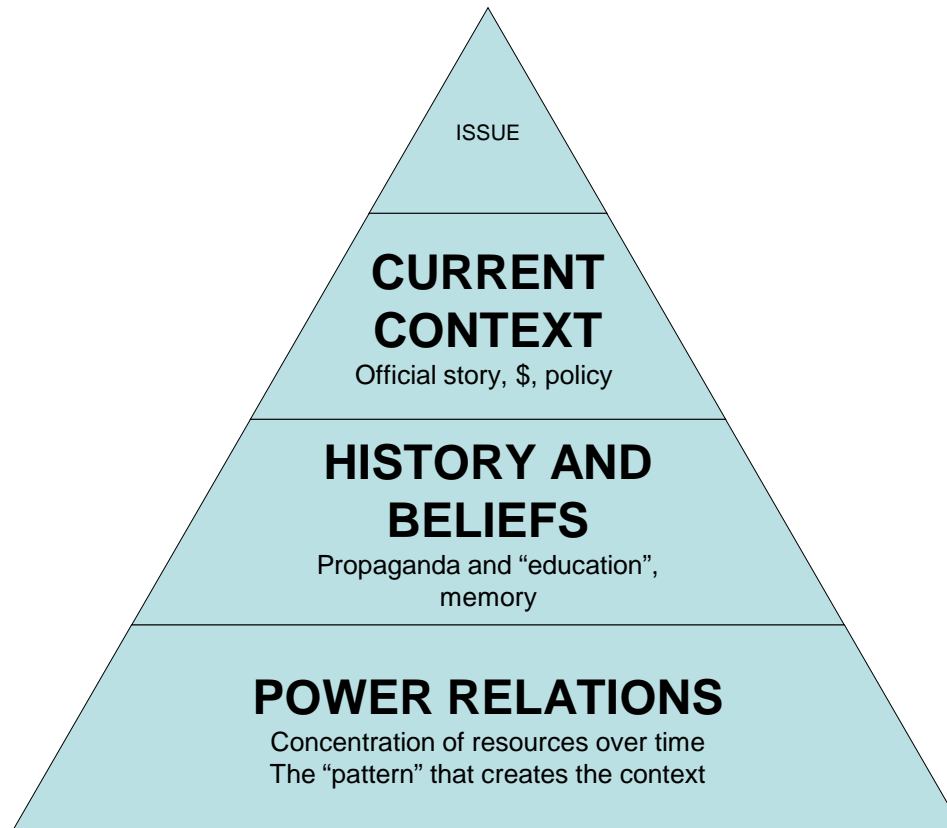 ISSUE
CURRENT
CONTEXT
Official story, $, policy
HISTORY AND
BELIEFS
Propaganda and “education”,
memory
POWER RELATIONS
Concentration of resources over time
The “pattern” that creates the context